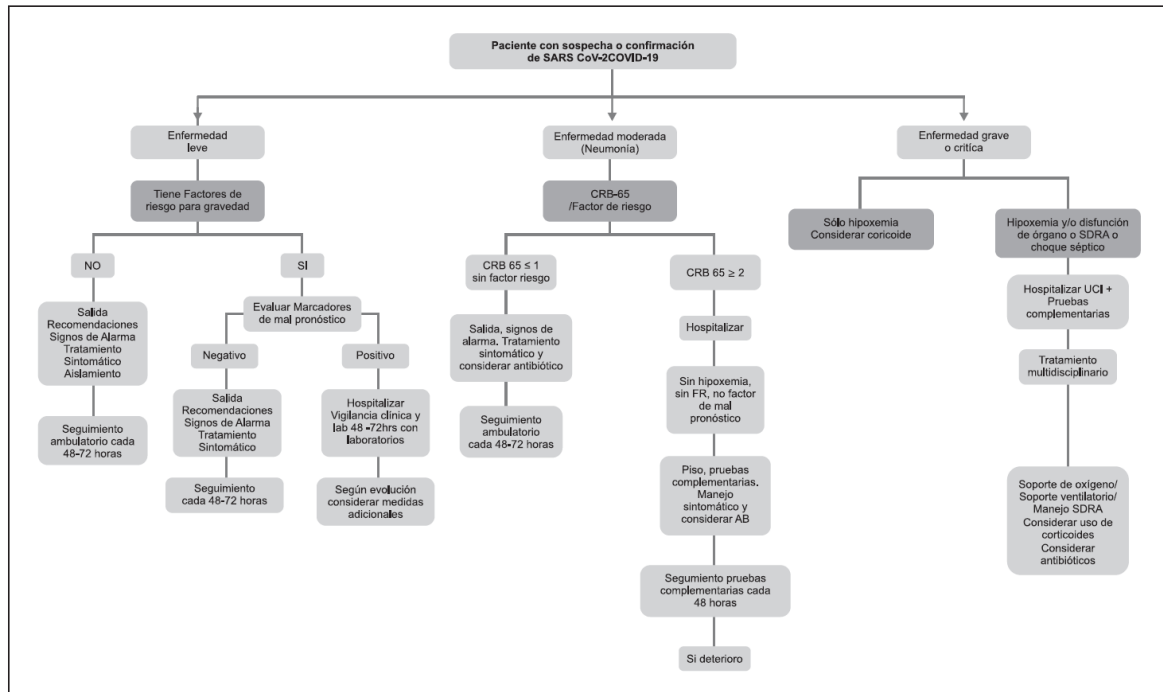 Paciente con sospecha o confirmación
de SARS CoV-2COVID-19
Enfermedad
leve
Tiene Factores de
riesgo para gravedad
NO
Salida
Recomendaciones
Signos de Alarma
Tratamiento
Sintomático
Aislamiento
Seguimiento
ambulatorio cada
48-72 horas
SÍ
Evaluar Marcadores
de mal pronóstico
Negativo
Salida
Recomendaciones
Signos de Alarma
Tratamiento
Sintomático
Seguimiento
cada 48-72 horas
Positivo
Hospitalizar
Vigilancia clínica y
lab 48 -72hrs con
laboratorios
Según evolución
considerar medidas
adicionales
Enfermedad moderada
(Neumonía)
CRB-65
/Factor de riesgo
CRB 65 ≤ 1
sin factor riesgo
Salida, signos de
alarma. Tratamiento
sintomático y
considerar antibiótico
Seguimiento
ambulatorio
cada 48-72 horas
CRB 65 ≥ 2
Hospitalizar
Sin hipoxemia,
sin FR, no factor
de mal
pronóstico
Piso, pruebas
complementarias.
Manejo
sintomático y
considerar AB
Segumiento pruebas
complementarias cada
48 horas
Si deterioro
Enfermedad grave
o crítíca
Sólo hipoxemia
Considerar coricoide
Hipoxemia y/o disfunción
de órgano o SDRA o
choque séptico
Hospitalizar UCI +
Pruebas
complementarias
Tratamiento
multidisciplinario
Soporte de oxígeno/
Soporte ventilatorio/
Manejo SDRA
Considerar uso de
corticoides
Considerar
antibióticos